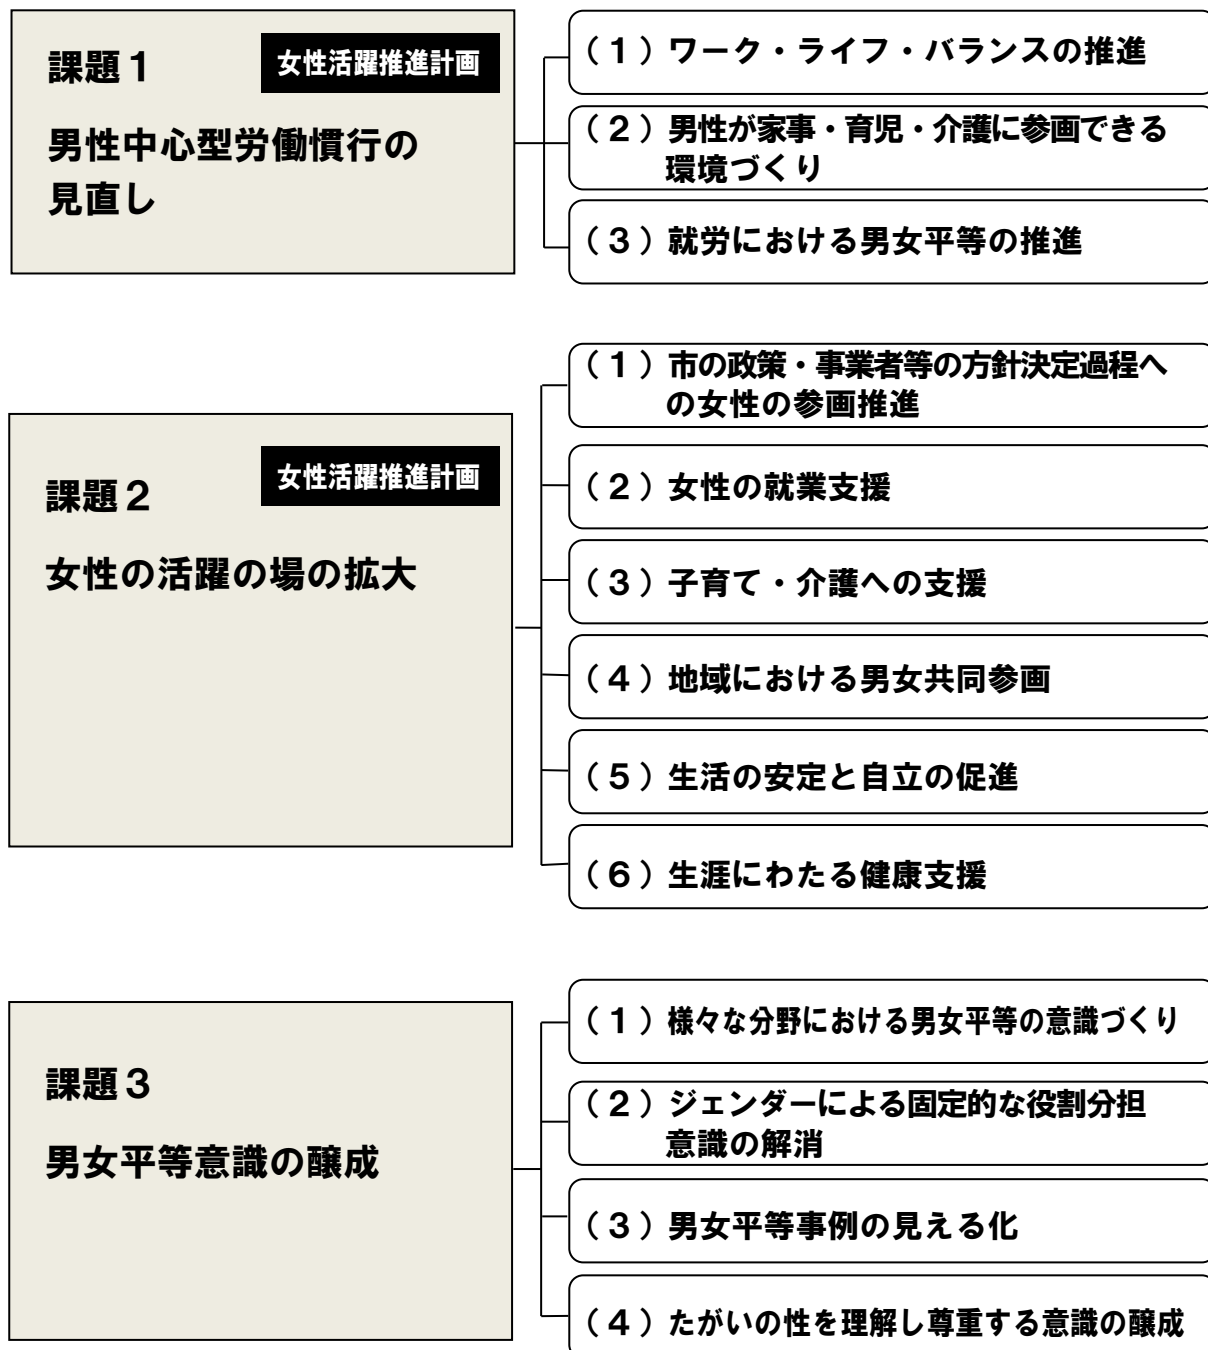 課題１
女性活躍推進計画
男性中心型労働慣行の
見直し
（１）ワーク・ライフ・バランスの推進
（２）男性が家事・育児・介護に参画できる
環境づくり
（３）就労における男女平等の推進
課題２
女性活躍推進計画
女性の活躍の場の拡大
（１）市の政策・事業者等の方針決定過程へ
の女性の参画推進
（２）女性の就業支援
（３）子育て・介護への支援
（４）地域における男女共同参画
（５）生活の安定と自立の促進
（６）生涯にわたる健康支援
課題３
男女平等意識の醸成
（１）様々な分野における男女平等の意識づくり
（２）ジェンダーによる固定的な役割分担
意識の解消
（３）男女平等事例の見える化
（４）たがいの性を理解し尊重する意識の醸成